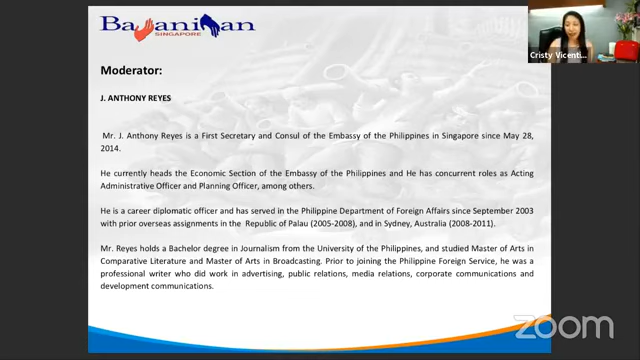 Bayanihan
SINGAPORE
Cristy Vicenti...
Moderator:
J. ANTHONY REYES
Mr. J. Anthony Reyes is a First Secretary and Consul of the Embassy of the Philippines in Singapore since May 28,
2014.
He currently heads the Economic Section of the Embassy of the Philippines and He has concurrent roles as Acting
Administrative Officer and Planning Officer, among others.
He is a career diplomatic officer and has served in the Philippine Department of Foreign Affairs since September 2003
with prior overseas assignments in the Republic of Palau (2005-2008), and in Sydney, Australia (2008-2011).
Mr. Reyes holds a Bachelor degree in Journalism from the University of the Philippines, and studied Master of Arts in
Comparative Literature and Master of Arts in Broadcasting. Prior to joining the Philippine Foreign Service, he was a
professional writer who did work in advertising, public relations, media relations, corporate communications and
development communications.
zoom